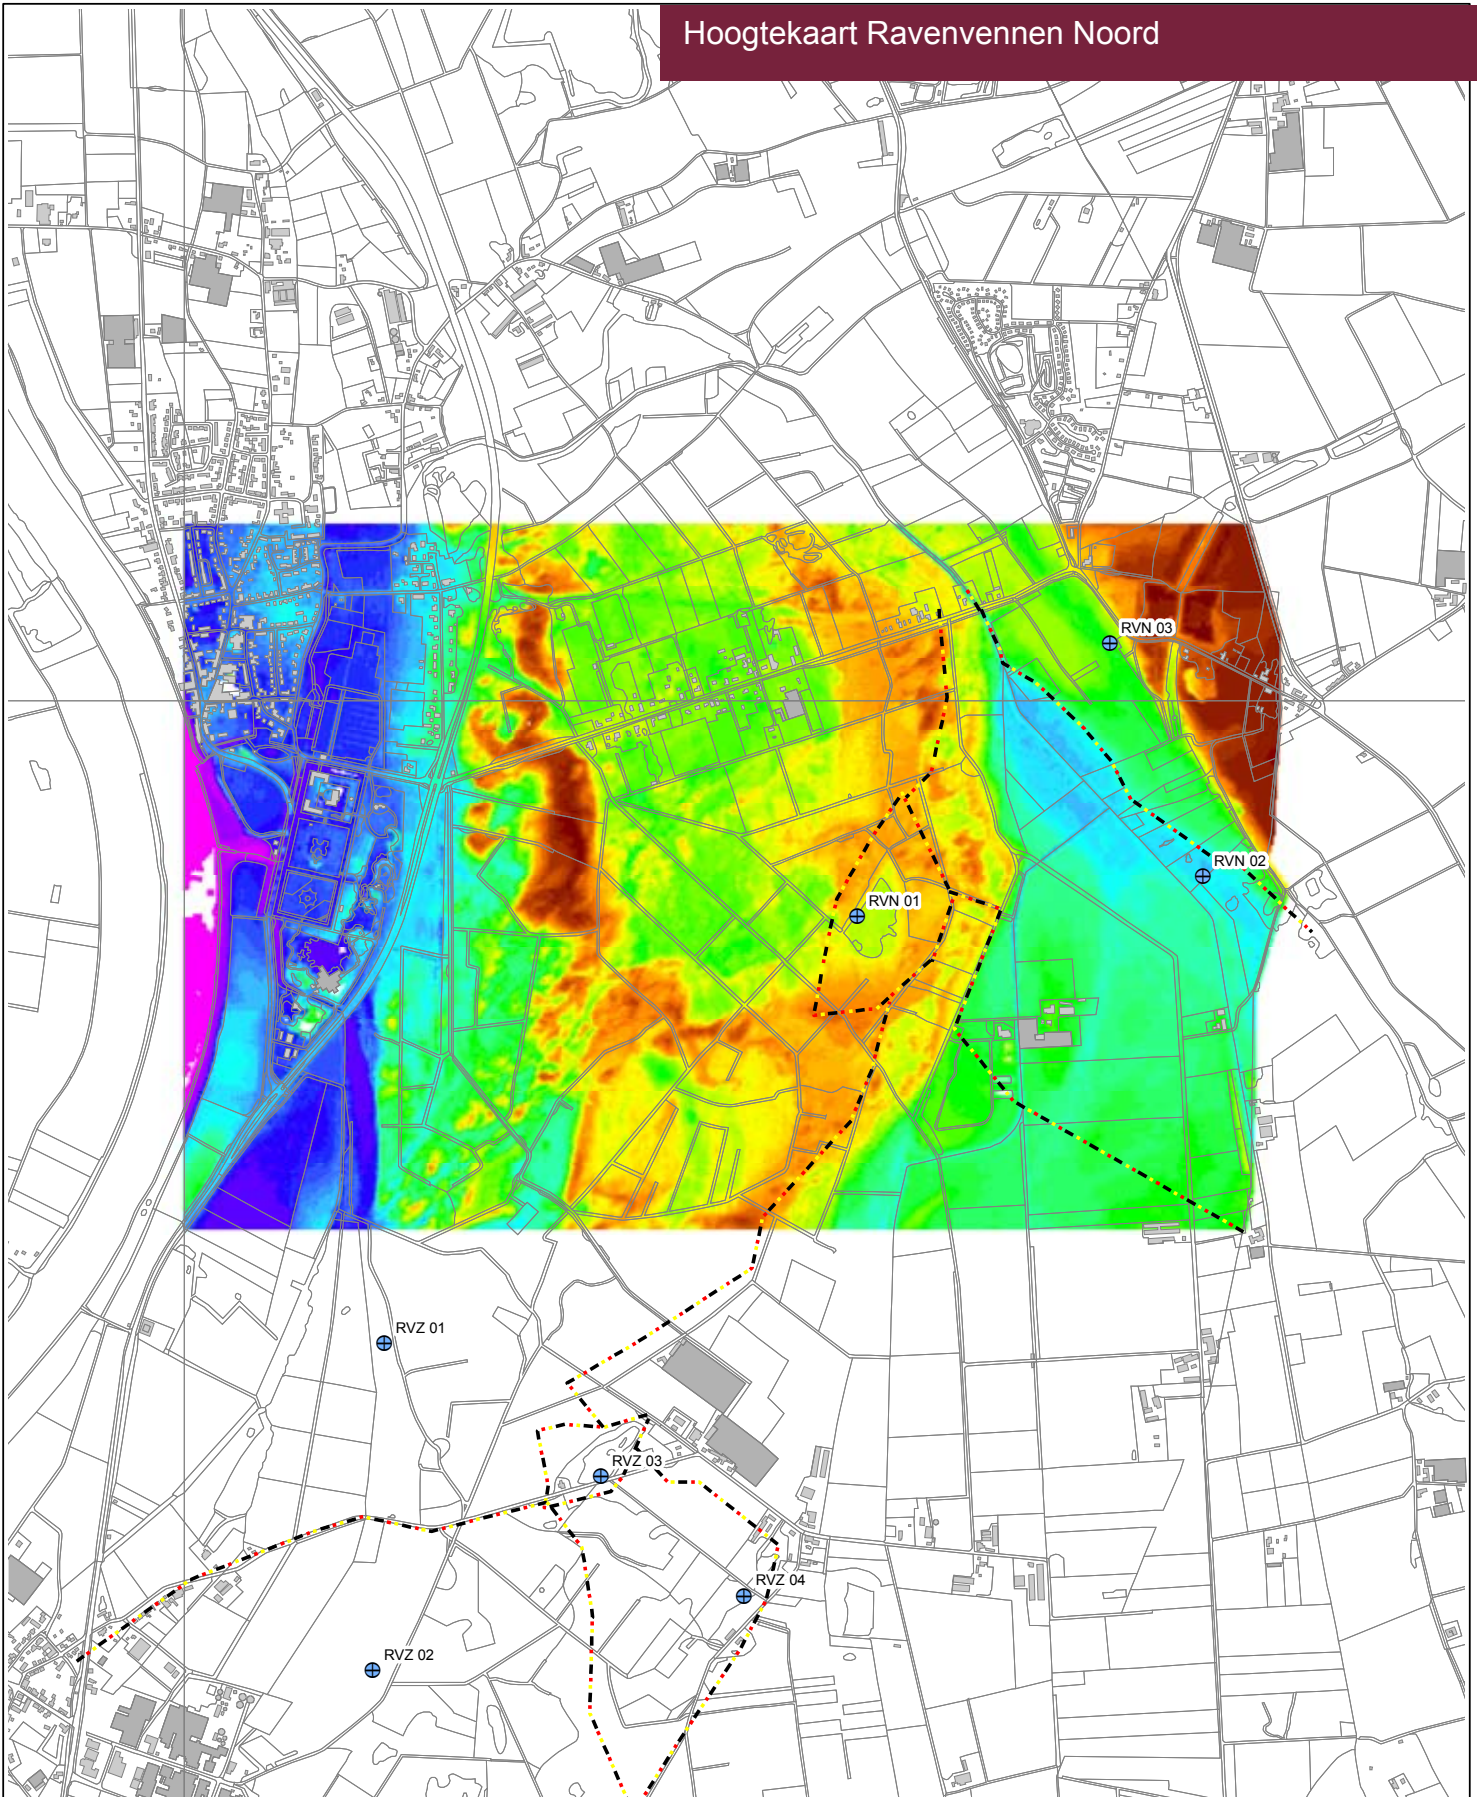 Hoogtekaart Ravenvennen Noord
RVN 03
RVN 02
RVN 01
RVZ 01
RVZ 03
RVZ 04
RVZ 02